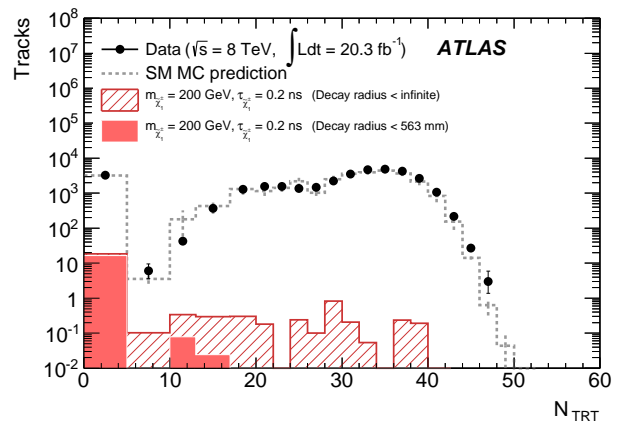 Tracks
10^8
10^7
10^6
10^5
10^4
10^3
10^2
10
1
10^-1
10^-2
Data (√s = 8 TeV, ∫Ldt = 20.3 fb^-1) ATLAS
SM MC prediction
m_χ̃₁± = 200 GeV, τ_χ̃₁± = 0.2 ns (Decay radius < infinite)
m_χ̃₁± = 200 GeV, τ_χ̃₁± = 0.2 ns (Decay radius < 563 mm)
0 10 20 30 40 50 60
N_TRT